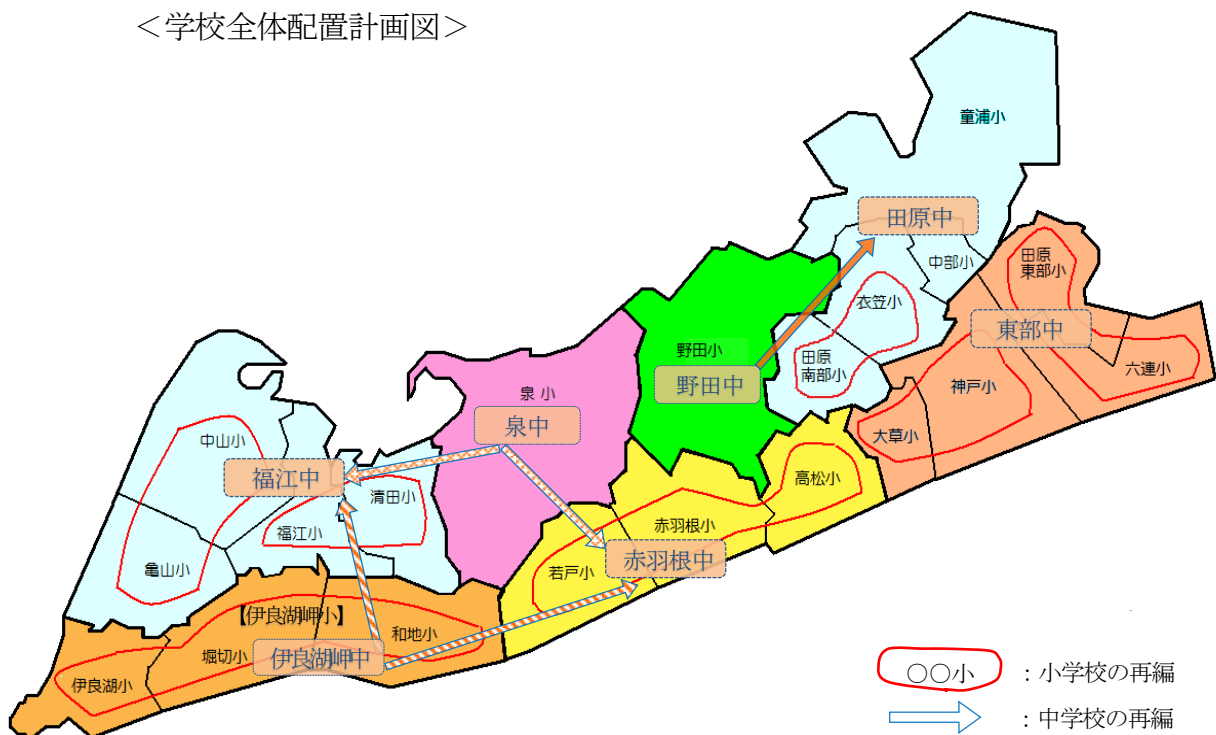 ＜学校全体配置計画図＞
童浦小
田原中
中部小
田原
東部小
衣笠小
東部中
野田小
田原
南部小
六連小
野田中
神戸小
泉 小
大草小
泉中
中山小
高松小
福江中
清田小
赤羽根小
福江小
赤羽根中
亀山小
若戸小
【伊良湖岬小】
和地小
堀切小
伊良湖岬中
伊良湖小
○○小
：小学校の再編
：中学校の再編